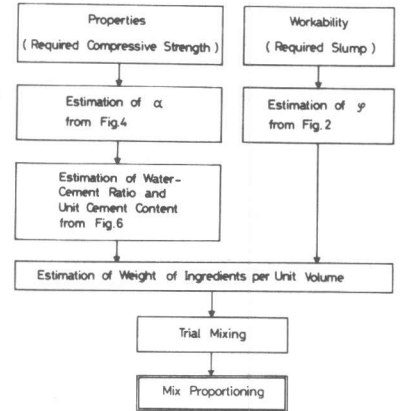 Properties
( Required Compressive Strength )
Workability
( Required Slump )
Estimation of α
from Fig.4
Estimation of φ
from Fig.2
Estimation of Water-
Cement Ratio and
Unit Cement Content
from Fig.6
Estimation of Weight of Ingredients per Unit Volume
Trial Mixing
Mix Proportioning